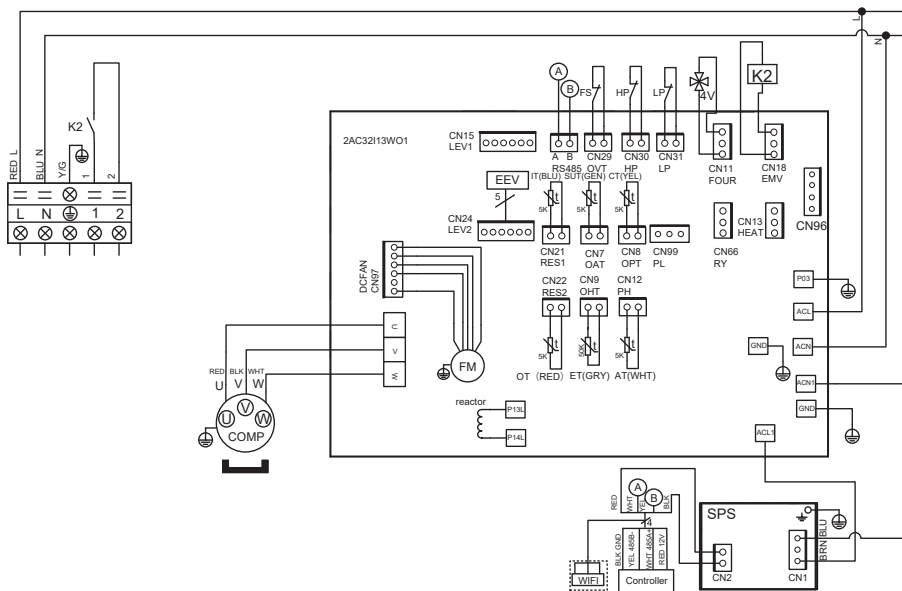 L
N
K2
RED L
BLU N
Y/G
1
2
L N 1 2
A
B
FS
HP
LP
4V
K2
2AC32I13WO1
CN15
LEV1
A B
RS485
CN29
OVT
CN30
HP
CN31
LP
CN11
FOUR
CN18
EMV
EEV
5
IT(BLU) SUT(GEN) CT(YEL)
t
5K
t
5K
t
5K
CN24
LEV2
CN21
RES1
CN7
OAT
CN8
OPT
CN99
PL
CN66
RY
CN13
HEAT
CN96
DCFAN
CN97
CN22
RES2
CN9
OHT
CN12
PH
t
5K
t
50K
t
5K
OT (RED) ET(GRY) AT(WHT)
P03
ACL
GND
ACN
ACN1
GND
ACL1
U
V
W
FM
RED BLK WHT
U V W
U
V
W
COMP
reactor
P13L
P14L
RED
WHT
YEL
BLK
A
B
4
BLK GND
YEL 485B-
WHT 485A+
RED 12V
WIFI
Controller
SPS
CN2
CN1
BRN
BLU